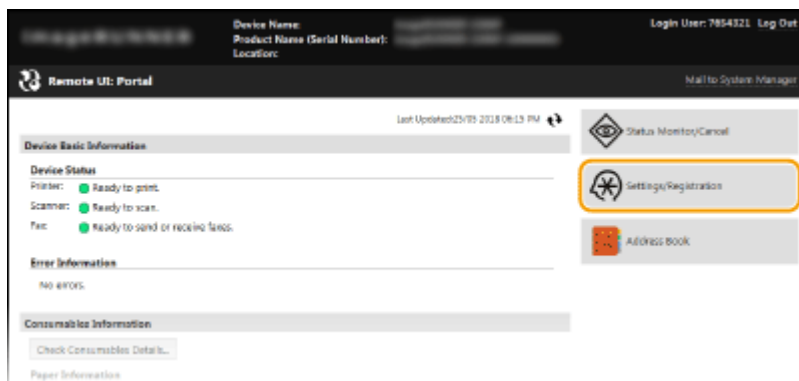 imageRUNNER
Device Name:
Product Name (Serial Number):
Location:
Login User: 7654321 Log Out
Remote UI: Portal
Mail to System Manager
Last Updated:25/05 2018 06:15 PM
Device Basic Information
Device Status
Printer: Ready to print.
Scanner: Ready to scan.
Fax: Ready to send or receive faxes.
Error Information
No errors.
Consumables Information
Check Consumables Details...
Paper Information
Status Monitor/Cancel
Settings/Registration
Address Book